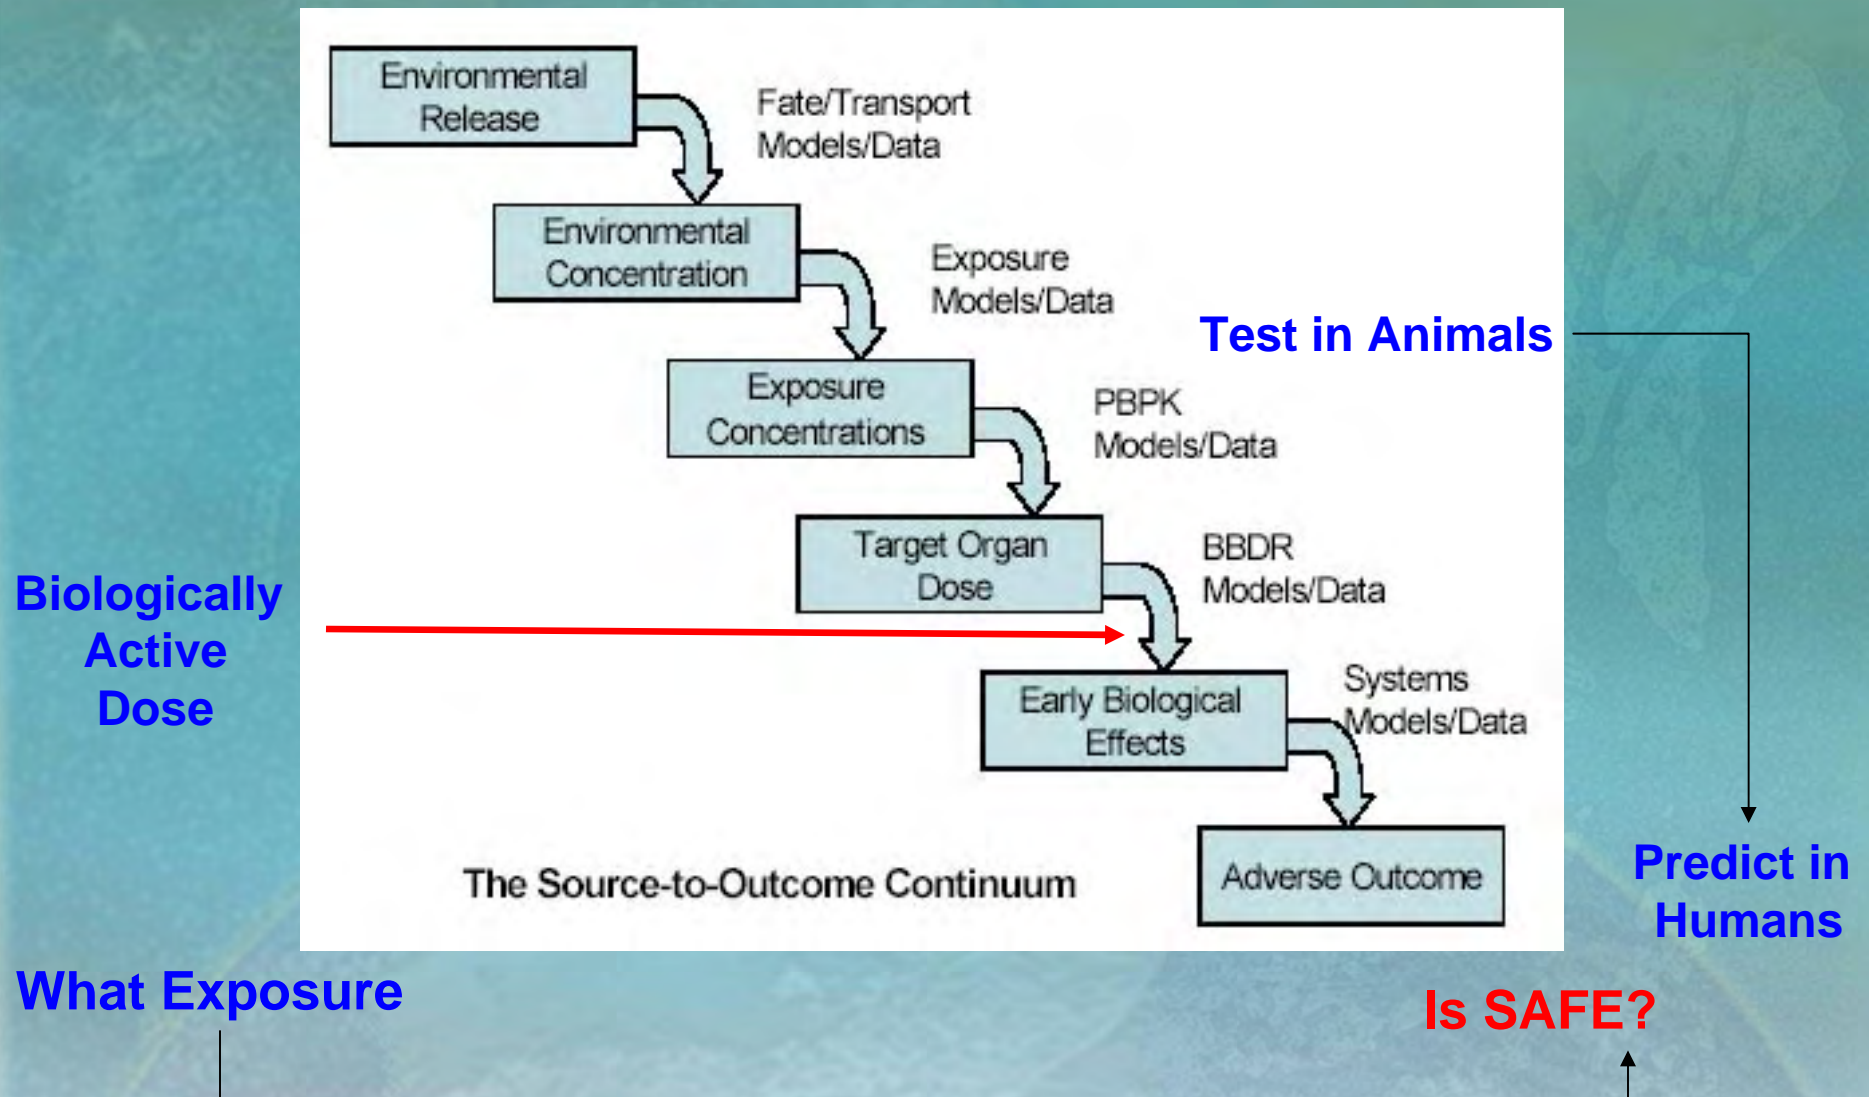 Environmental
Release
Fate/Transport
Models/Data
Environmental
Concentration
Exposure
Models/Data
Test in Animals
Exposure
Concentrations
PBPK
Models/Data
Target Organ
Dose
BBDR
Models/Data
Biologically
Active
Dose
Early Biological
Effects
Systems
Models/Data
Adverse Outcome
The Source-to-Outcome Continuum
Predict in
Humans
What Exposure
Is SAFE?